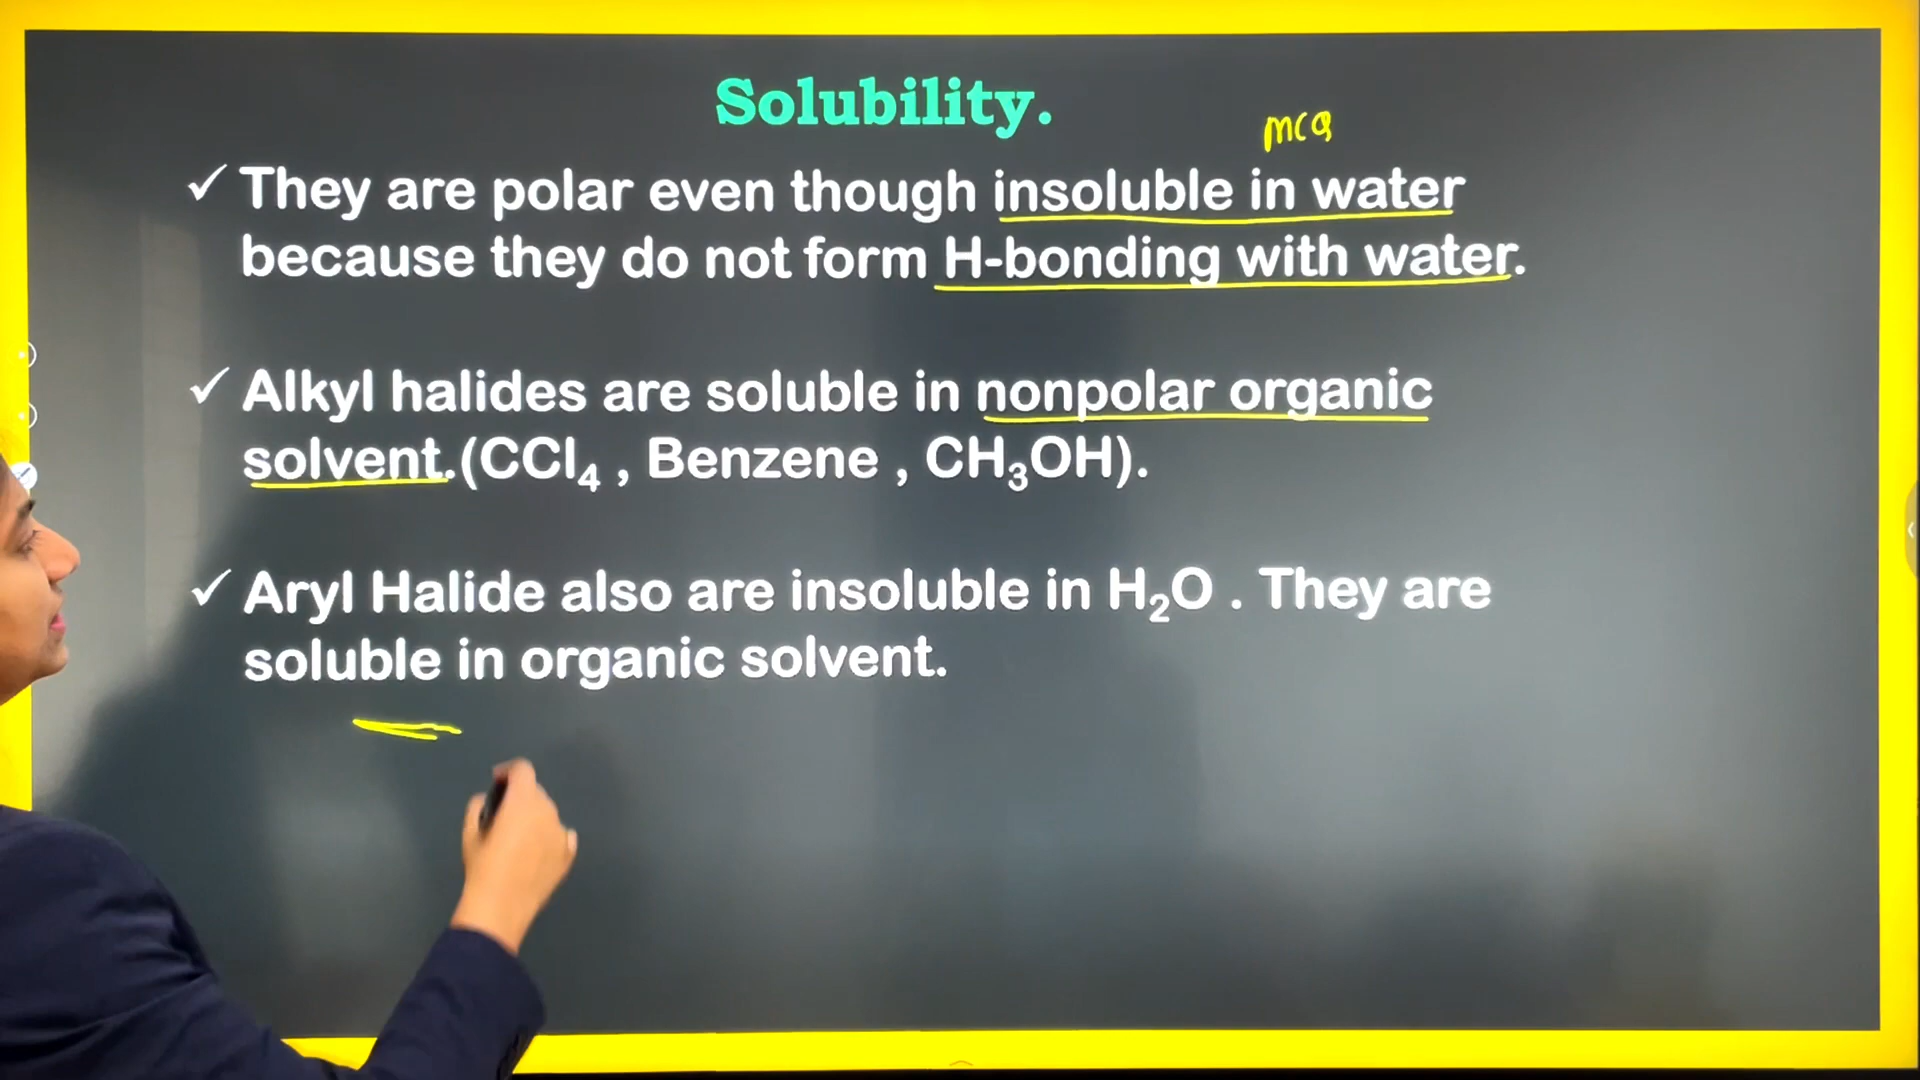 Solubility.
MCQ
✓ They are polar even though insoluble in water
because they do not form H-bonding with water.
✓ Alkyl halides are soluble in nonpolar organic
solvent.(CCl₄ , Benzene , CH₃OH).
✓ Aryl Halide also are insoluble in H₂O . They are
soluble in organic solvent.